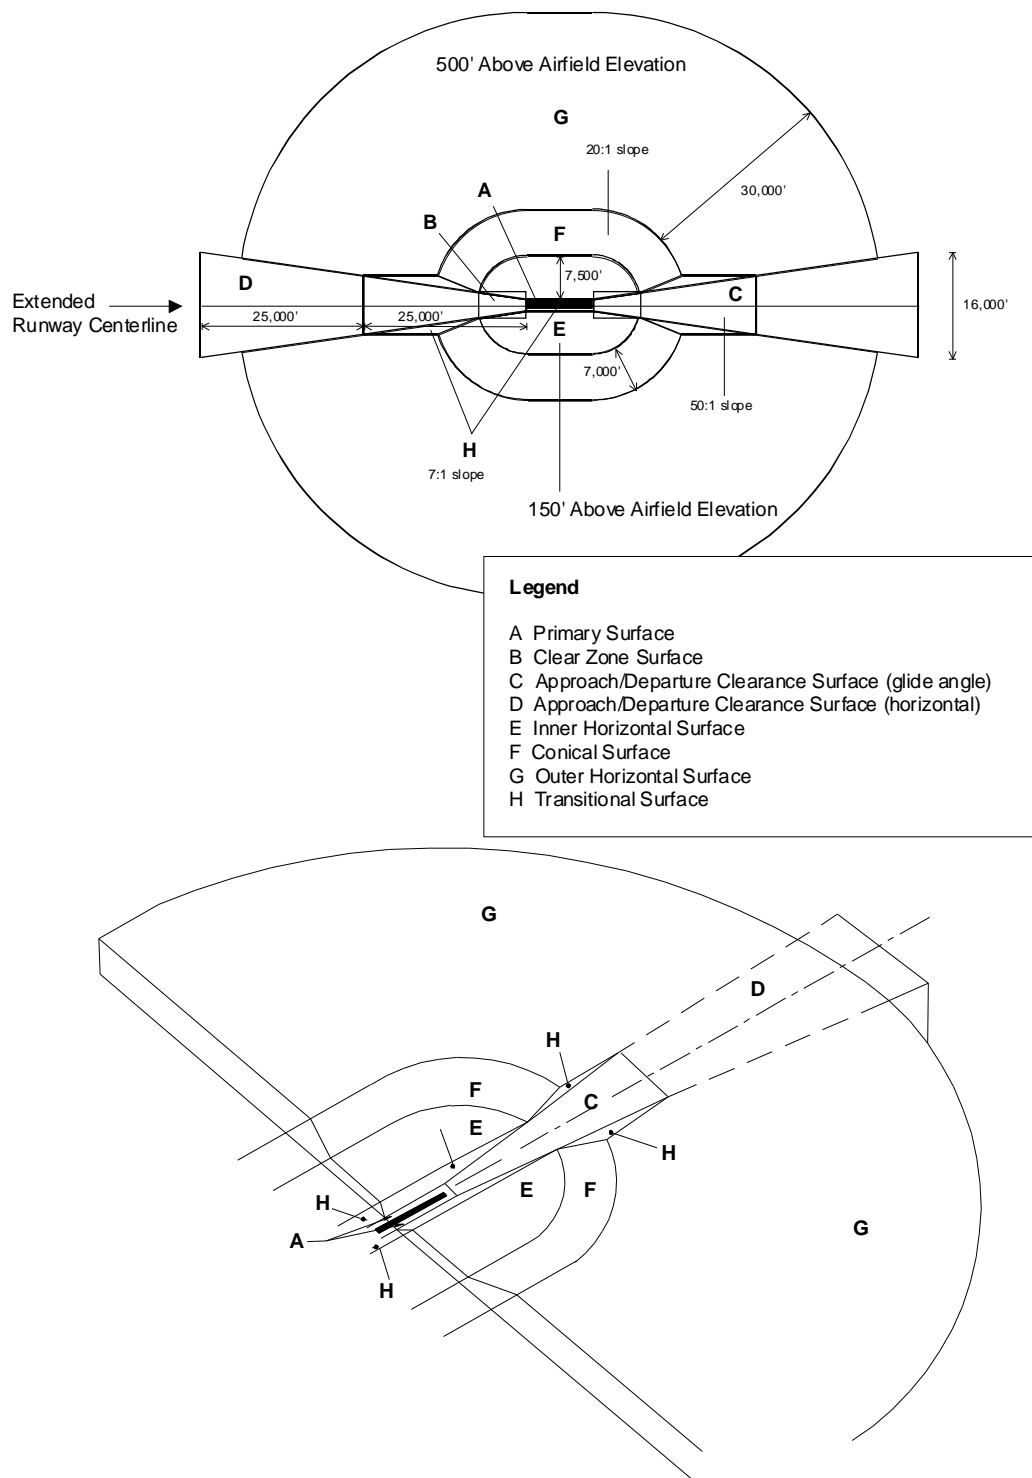 500' Above Airfield Elevation
G
20:1 slope
A
30,000'
B
F
7,500'
D
C
Extended
Runway Centerline
25,000'
25,000'
16,000'
E
7,000'
50:1 slope
H
7:1 slope
150' Above Airfield Elevation
Legend
A Primary Surface
B Clear Zone Surface
C Approach/Departure Clearance Surface (glide angle)
D Approach/Departure Clearance Surface (horizontal)
E Inner Horizontal Surface
F Conical Surface
G Outer Horizontal Surface
H Transitional Surface
G
D
H
F
C
E
H
E
F
H
G
A
H